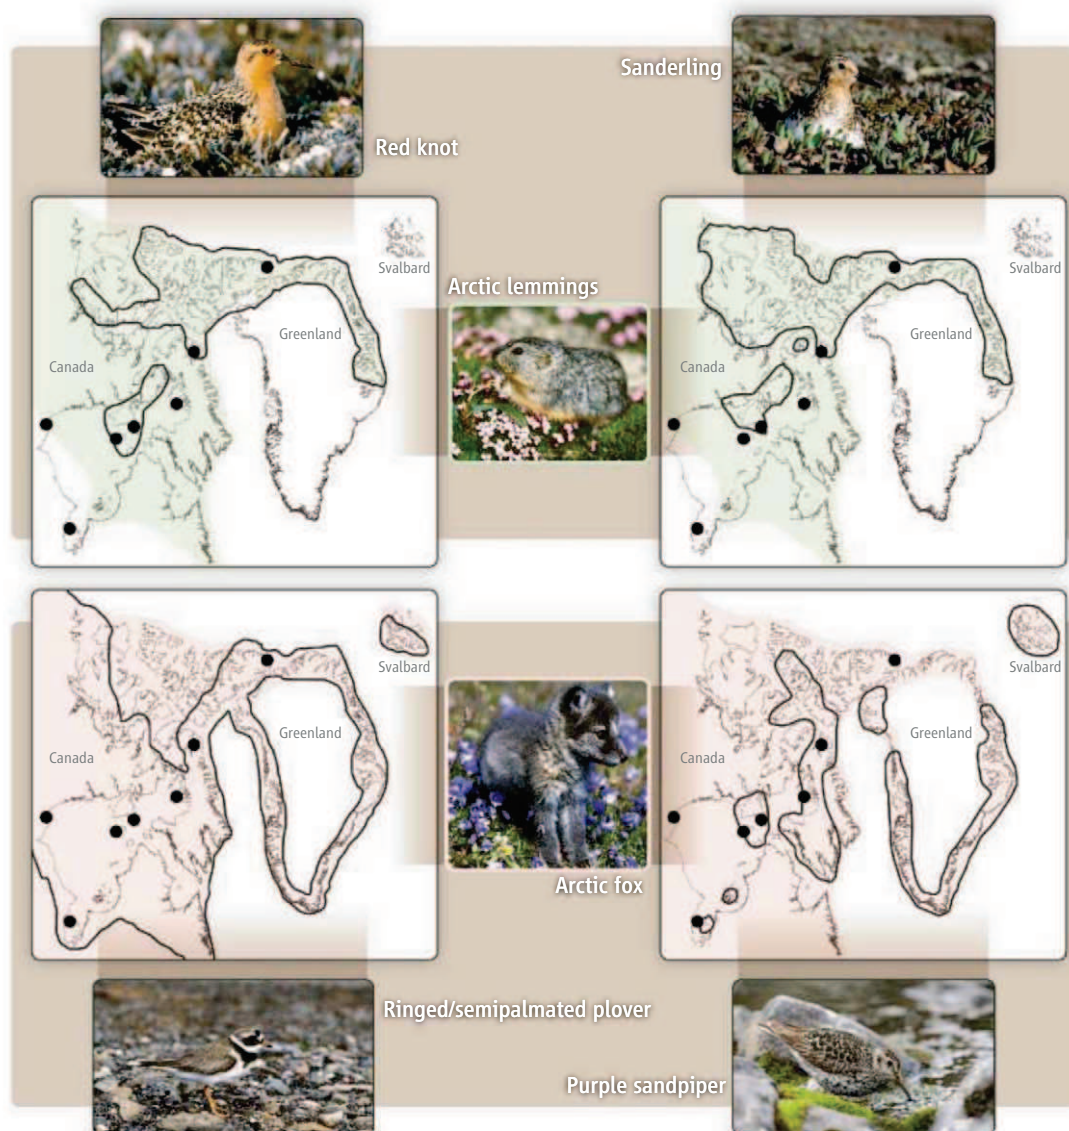 Sanderling
Red knot
Svalbard
Svalbard
Arctic lemmings
Greenland
Greenland
Canada
Canada
Svalbard
Svalbard
Greenland
Greenland
Canada
Canada
Arctic fox
Ringed/semipalmated plover
Purple sandpiper